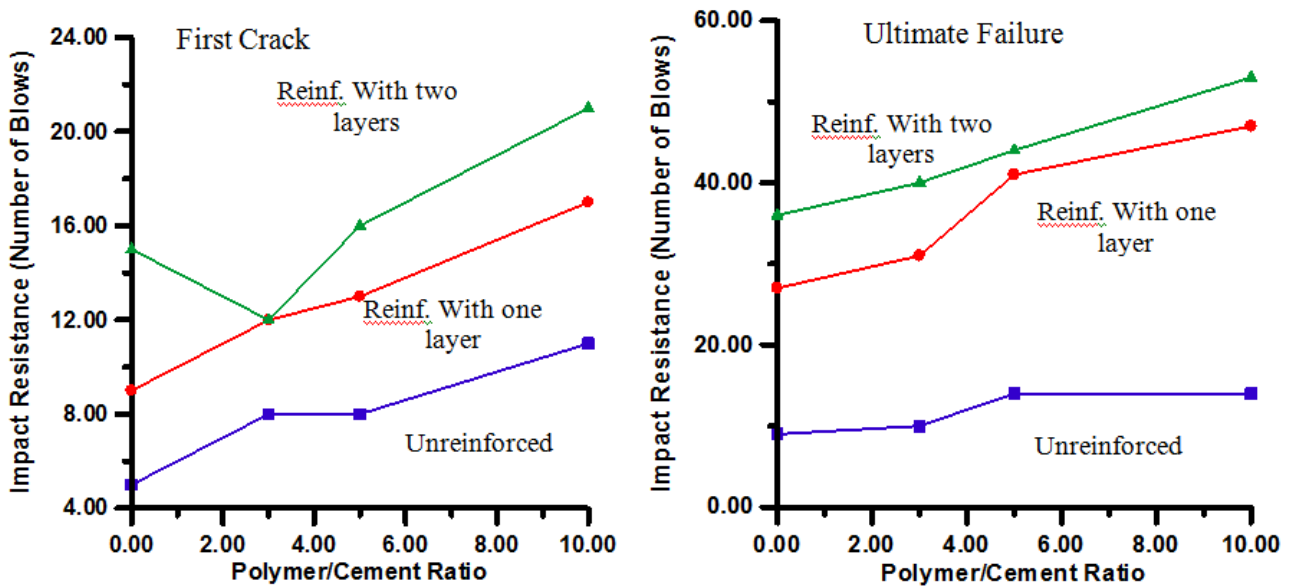 First Crack
Impact Resistance (Number of Blows)
24.00
20.00
16.00
12.00
8.00
4.00
Reinf. With two
layers
Reinf. With one
layer
Unreinforced
0.00 2.00 4.00 6.00 8.00 10.00
Polymer/Cement Ratio
Ultimate Failure
Impact Resistance (Number of Blows)
60.00
40.00
20.00
0.00
Reinf. With two
layers
Reinf. With one
layer
Unreinforced
0.00 2.00 4.00 6.00 8.00 10.00
Polymer/Cement Ratio